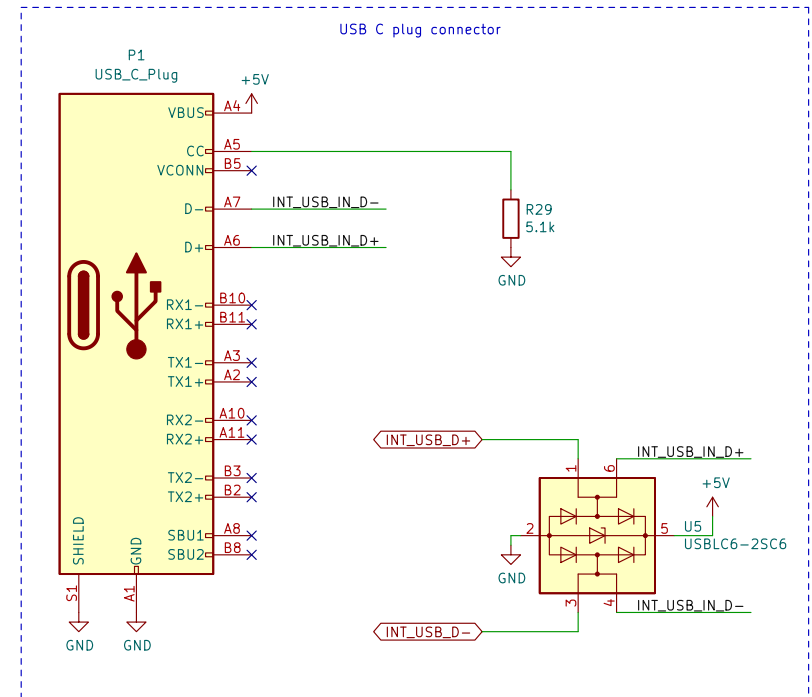 USB C plug connector
P1
USB_C_Plug
+5V
VBUS A4
CC A5
VCONN B5
D- A7 INT_USB_IN_D-
D+ A6 INT_USB_IN_D+
R29
5.1k
GND
RX1- B10
RX1+ B11
TX1- A3
TX1+ A2
RX2- A10
RX2+ A11
TX2- B3
TX2+ B2
SBU1 A8
SBU2 B8
SHIELD
GND
S1
A1
GND
GND
INT_USB_D+
1
6
INT_USB_IN_D+
+5V
2
5
U5
USBLC6-2SC6
GND
3
4
INT_USB_IN_D-
INT_USB_D-